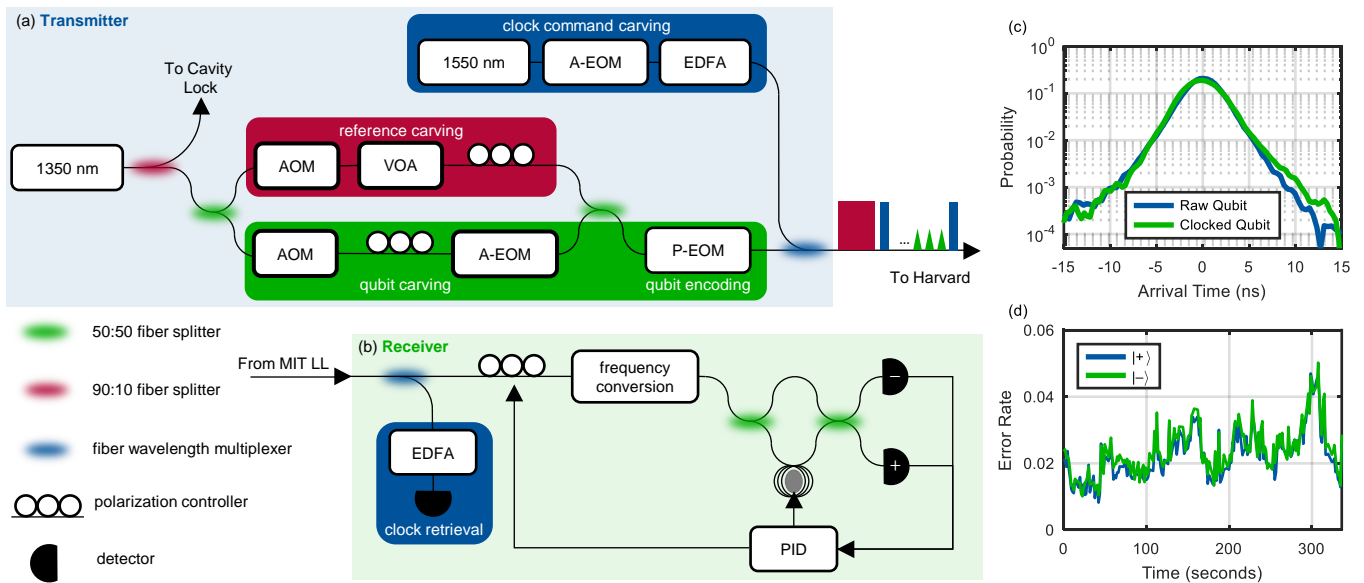 (a) Transmitter
clock command carving
1550 nm
A-EOM
EDFA
To Cavity
Lock
reference carving
1350 nm
AOM
VOA
AOM
A-EOM
P-EOM
qubit carving
qubit encoding
...
To Harvard
50:50 fiber splitter
90:10 fiber splitter
fiber wavelength multiplexer
polarization controller
detector
(b) Receiver
From MIT LL
frequency
conversion
−
+
EDFA
clock retrieval
PID
(c)
10^0
10^-1
10^-2
10^-3
10^-4
Probability
Raw Qubit
Clocked Qubit
-15 -10 -5 0 5 10 15
Arrival Time (ns)
(d)
0.06
0.04
0.02
0
Error Rate
|+⟩
|−⟩
0 100 200 300
Time (seconds)